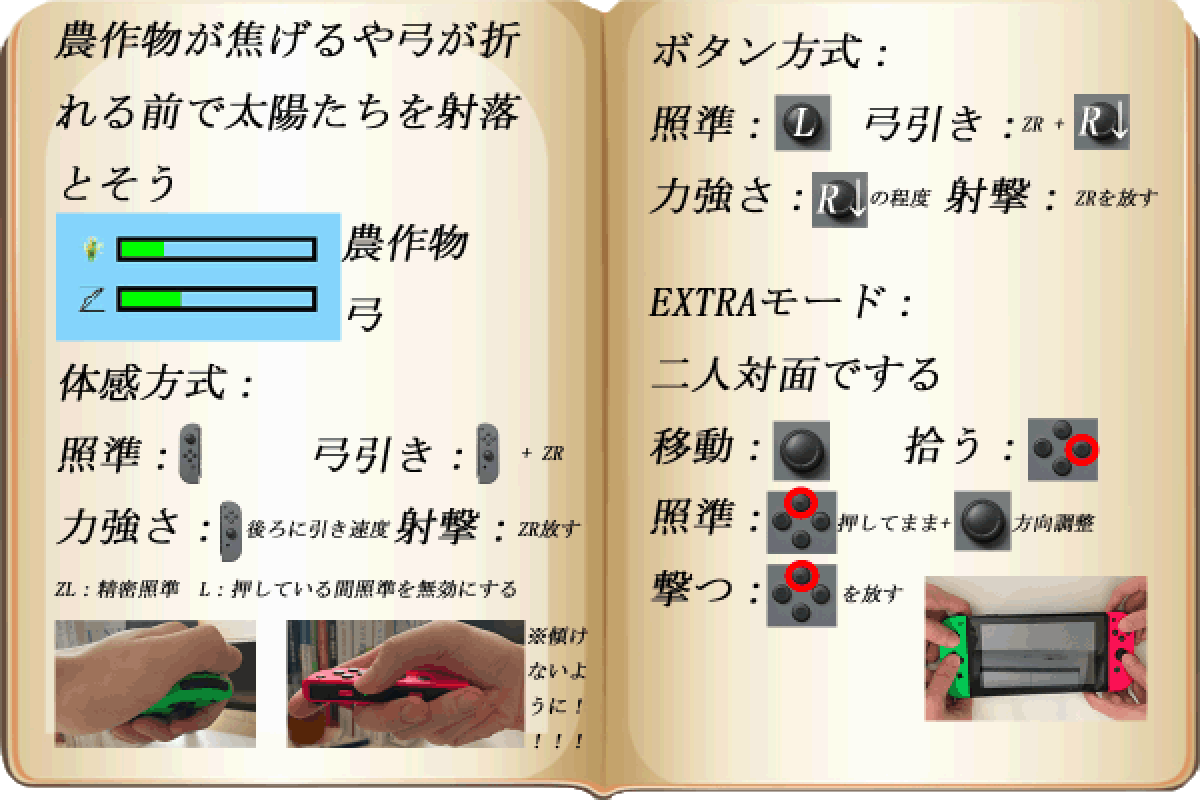 農作物が焦げるや弓が折
れる前で太陽たちを射落
とそう
農作物
弓
体感方式：
照準： 弓引き： + ZR
力強さ： 後ろに引き速度 射撃： ZR放す
ZL：精密照準 L：押している間照準を無効にする
※傾け
ないよ
うに！
！！！
ボタン方式：
照準：L 弓引き：ZR + R↓
力強さ：R↓の程度 射撃： ZRを放す
EXTRAモード：
二人対面でする
移動： 拾う：
照準： 押してまま+ 方向調整
撃つ： を放す